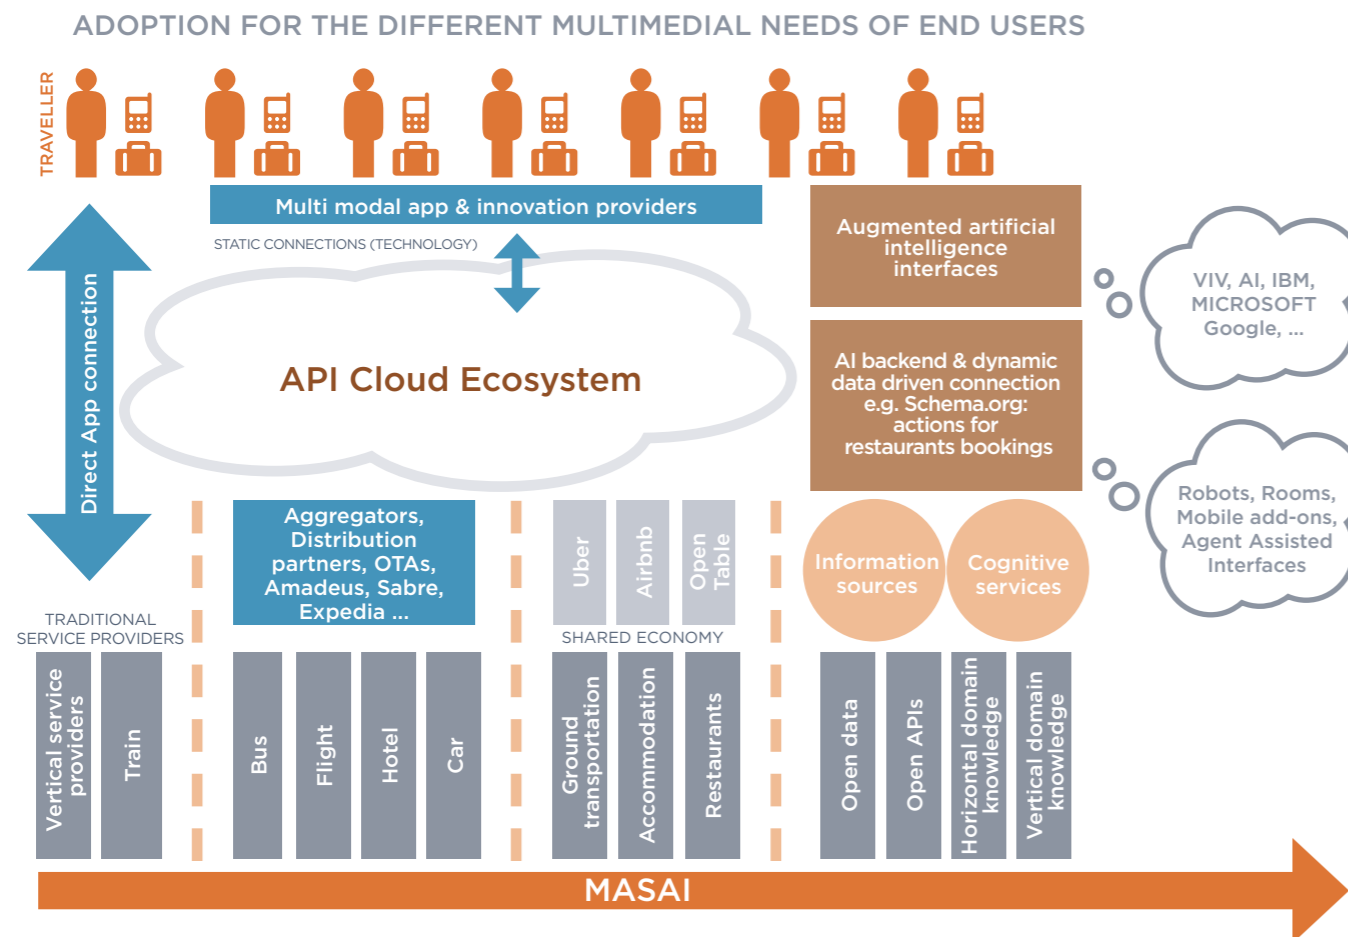 ADOPTION FOR THE DIFFERENT MULTIMEDIAL NEEDS OF END USERS
TRAVELLER
Multi modal app & innovation providers
STATIC CONNECTIONS (TECHNOLOGY)
Direct App connection
API Cloud Ecosystem
Augmented artificial
intelligence
interfaces
VIV, AI, IBM,
MICROSOFT
Google, ...
AI backend & dynamic
data driven connection
e.g. Schema.org:
actions for
restaurants bookings
Robots, Rooms,
Mobile add-ons,
Agent Assisted
Interfaces
Aggregators,
Distribution
partners, OTAs,
Amadeus, Sabre,
Expedia ...
Uber
Airbnb
Open
Table
Information
sources
Cognitive
services
TRADITIONAL
SERVICE PROVIDERS
SHARED ECONOMY
Vertical service
providers
Train
Bus
Flight
Hotel
Car
Ground
transportation
Accommodation
Restaurants
Open data
Open APIs
Horizontal domain
knowledge
Vertical domain
knowledge
MASAI